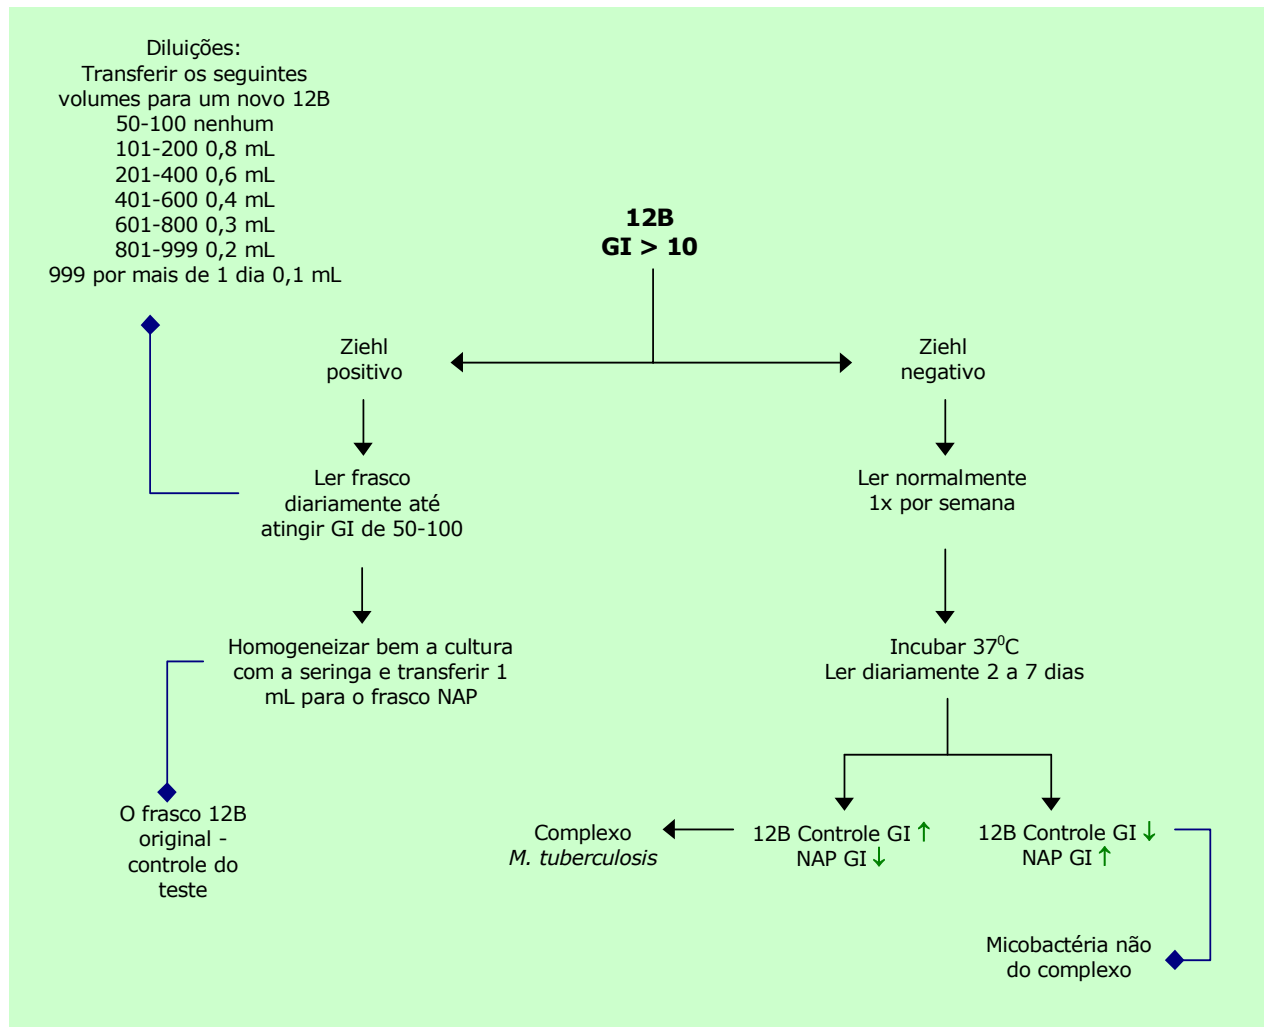 Diluições:
Transferir os seguintes
volumes para um novo 12B
50-100 nenhum
101-200 0,8 mL
201-400 0,6 mL
401-600 0,4 mL
601-800 0,3 mL
801-999 0,2 mL
999 por mais de 1 dia 0,1 mL
12B
GI > 10
Ziehl
positivo
Ziehl
negativo
Ler frasco
diariamente até
atingir GI de 50-100
Ler normalmente
1x por semana
Homogeneizar bem a cultura
com a seringa e transferir 1
mL para o frasco NAP
Incubar 37⁰C
Ler diariamente 2 a 7 dias
O frasco 12B
original -
controle do
teste
Complexo
M. tuberculosis
12B Controle GI ↑
NAP GI ↓
12B Controle GI ↓
NAP GI ↑
Micobactéria não
do complexo